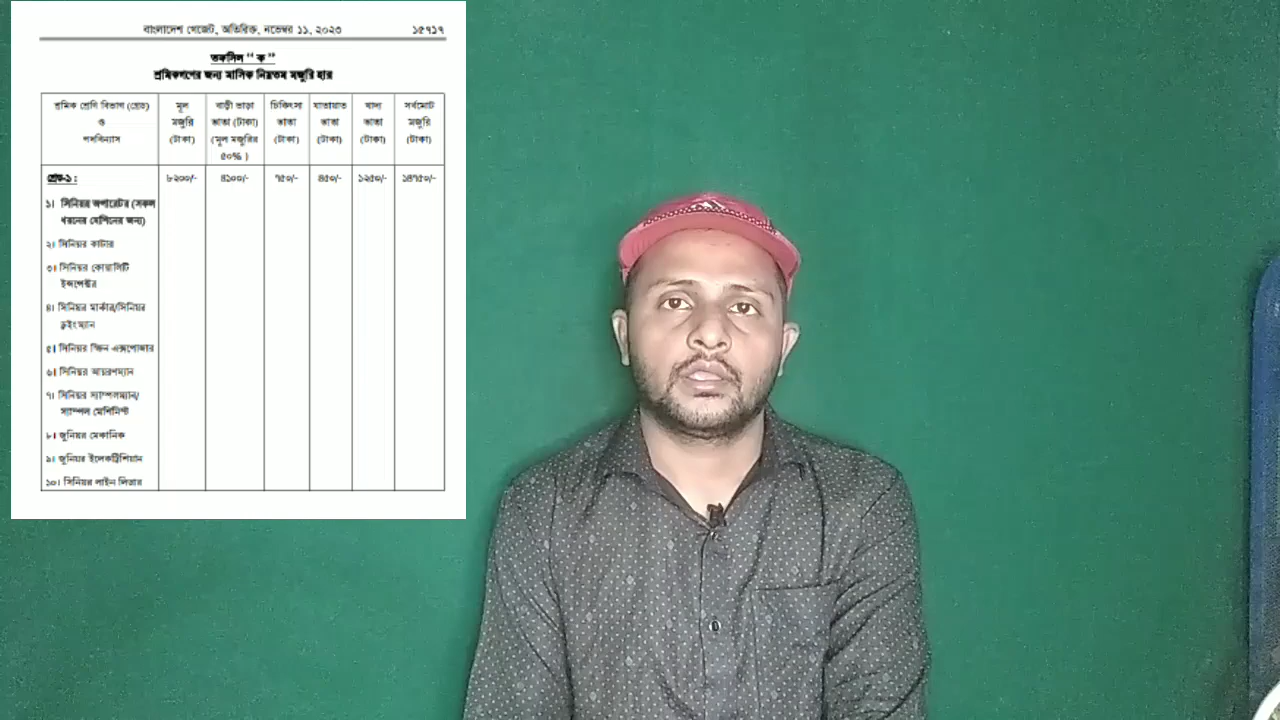 বাংলাদেশ গেজেট, অতিরিক্ত, নভেম্বর ১১, ২০২৩ ১৫৭১৭
তফসিল “ক”
শ্রমিকগণের জন্য মাসিক নিম্নতম মজুরি হার
শ্রমিক শ্রেণি বিভাগ (গ্রেড) মূল বাড়ী ভাড়া চিকিৎসা যাতায়াত খাদ্য সর্বমোট
ও মজুরি ভাতা (টাকা) ভাতা ভাতা ভাতা মজুরি
পদবিন্যাস (টাকা) (মূল মজুরির (টাকা) (টাকা) (টাকা) (টাকা)
৫০% )
গ্রেড-১ : ৮২০০/- ৪১০০/- ৭৫০/- ৪৫০/- ১২৫০/- ১৪৭৫০/-
১। সিনিয়র অপারেটর (সকল
ধরনের মেশিনের জন্য)
২। সিনিয়র কাটার
৩। সিনিয়র কোয়ালিটি
ইন্সপেক্টর
৪। সিনিয়র মার্কার/সিনিয়র
ড্রইংম্যান
৫। সিনিয়র স্ক্রিন এক্সপোজার
৬। সিনিয়র আয়রণম্যান
৭। সিনিয়র স্যাম্পলম্যান/
স্যাম্পল মেশিনিস্ট
৮। জুনিয়র মেকানিক
৯। জুনিয়র ইলেকট্রিশিয়ান
১০। সিনিয়র লাইন লিডার